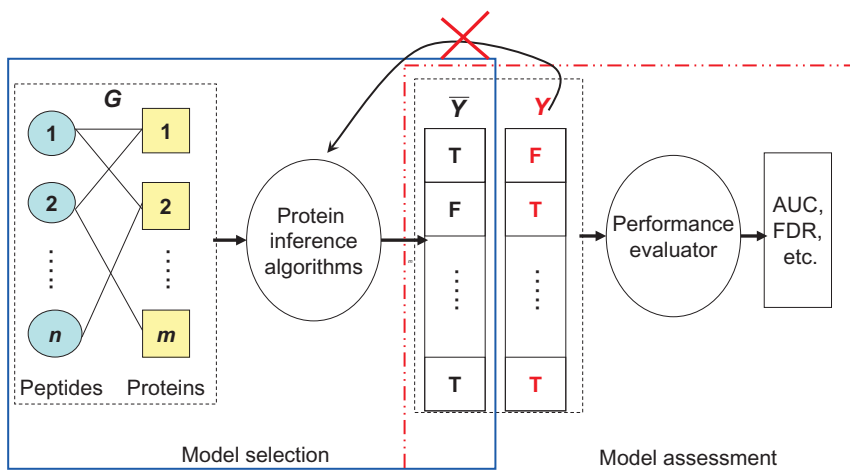 G
Y̅
Y
1
1
T
F
2
2
F
T
Protein
inference
algorithms
Performance
evaluator
AUC,
FDR,
etc.
n
m
T
T
Peptides
Proteins
Model selection
Model assessment